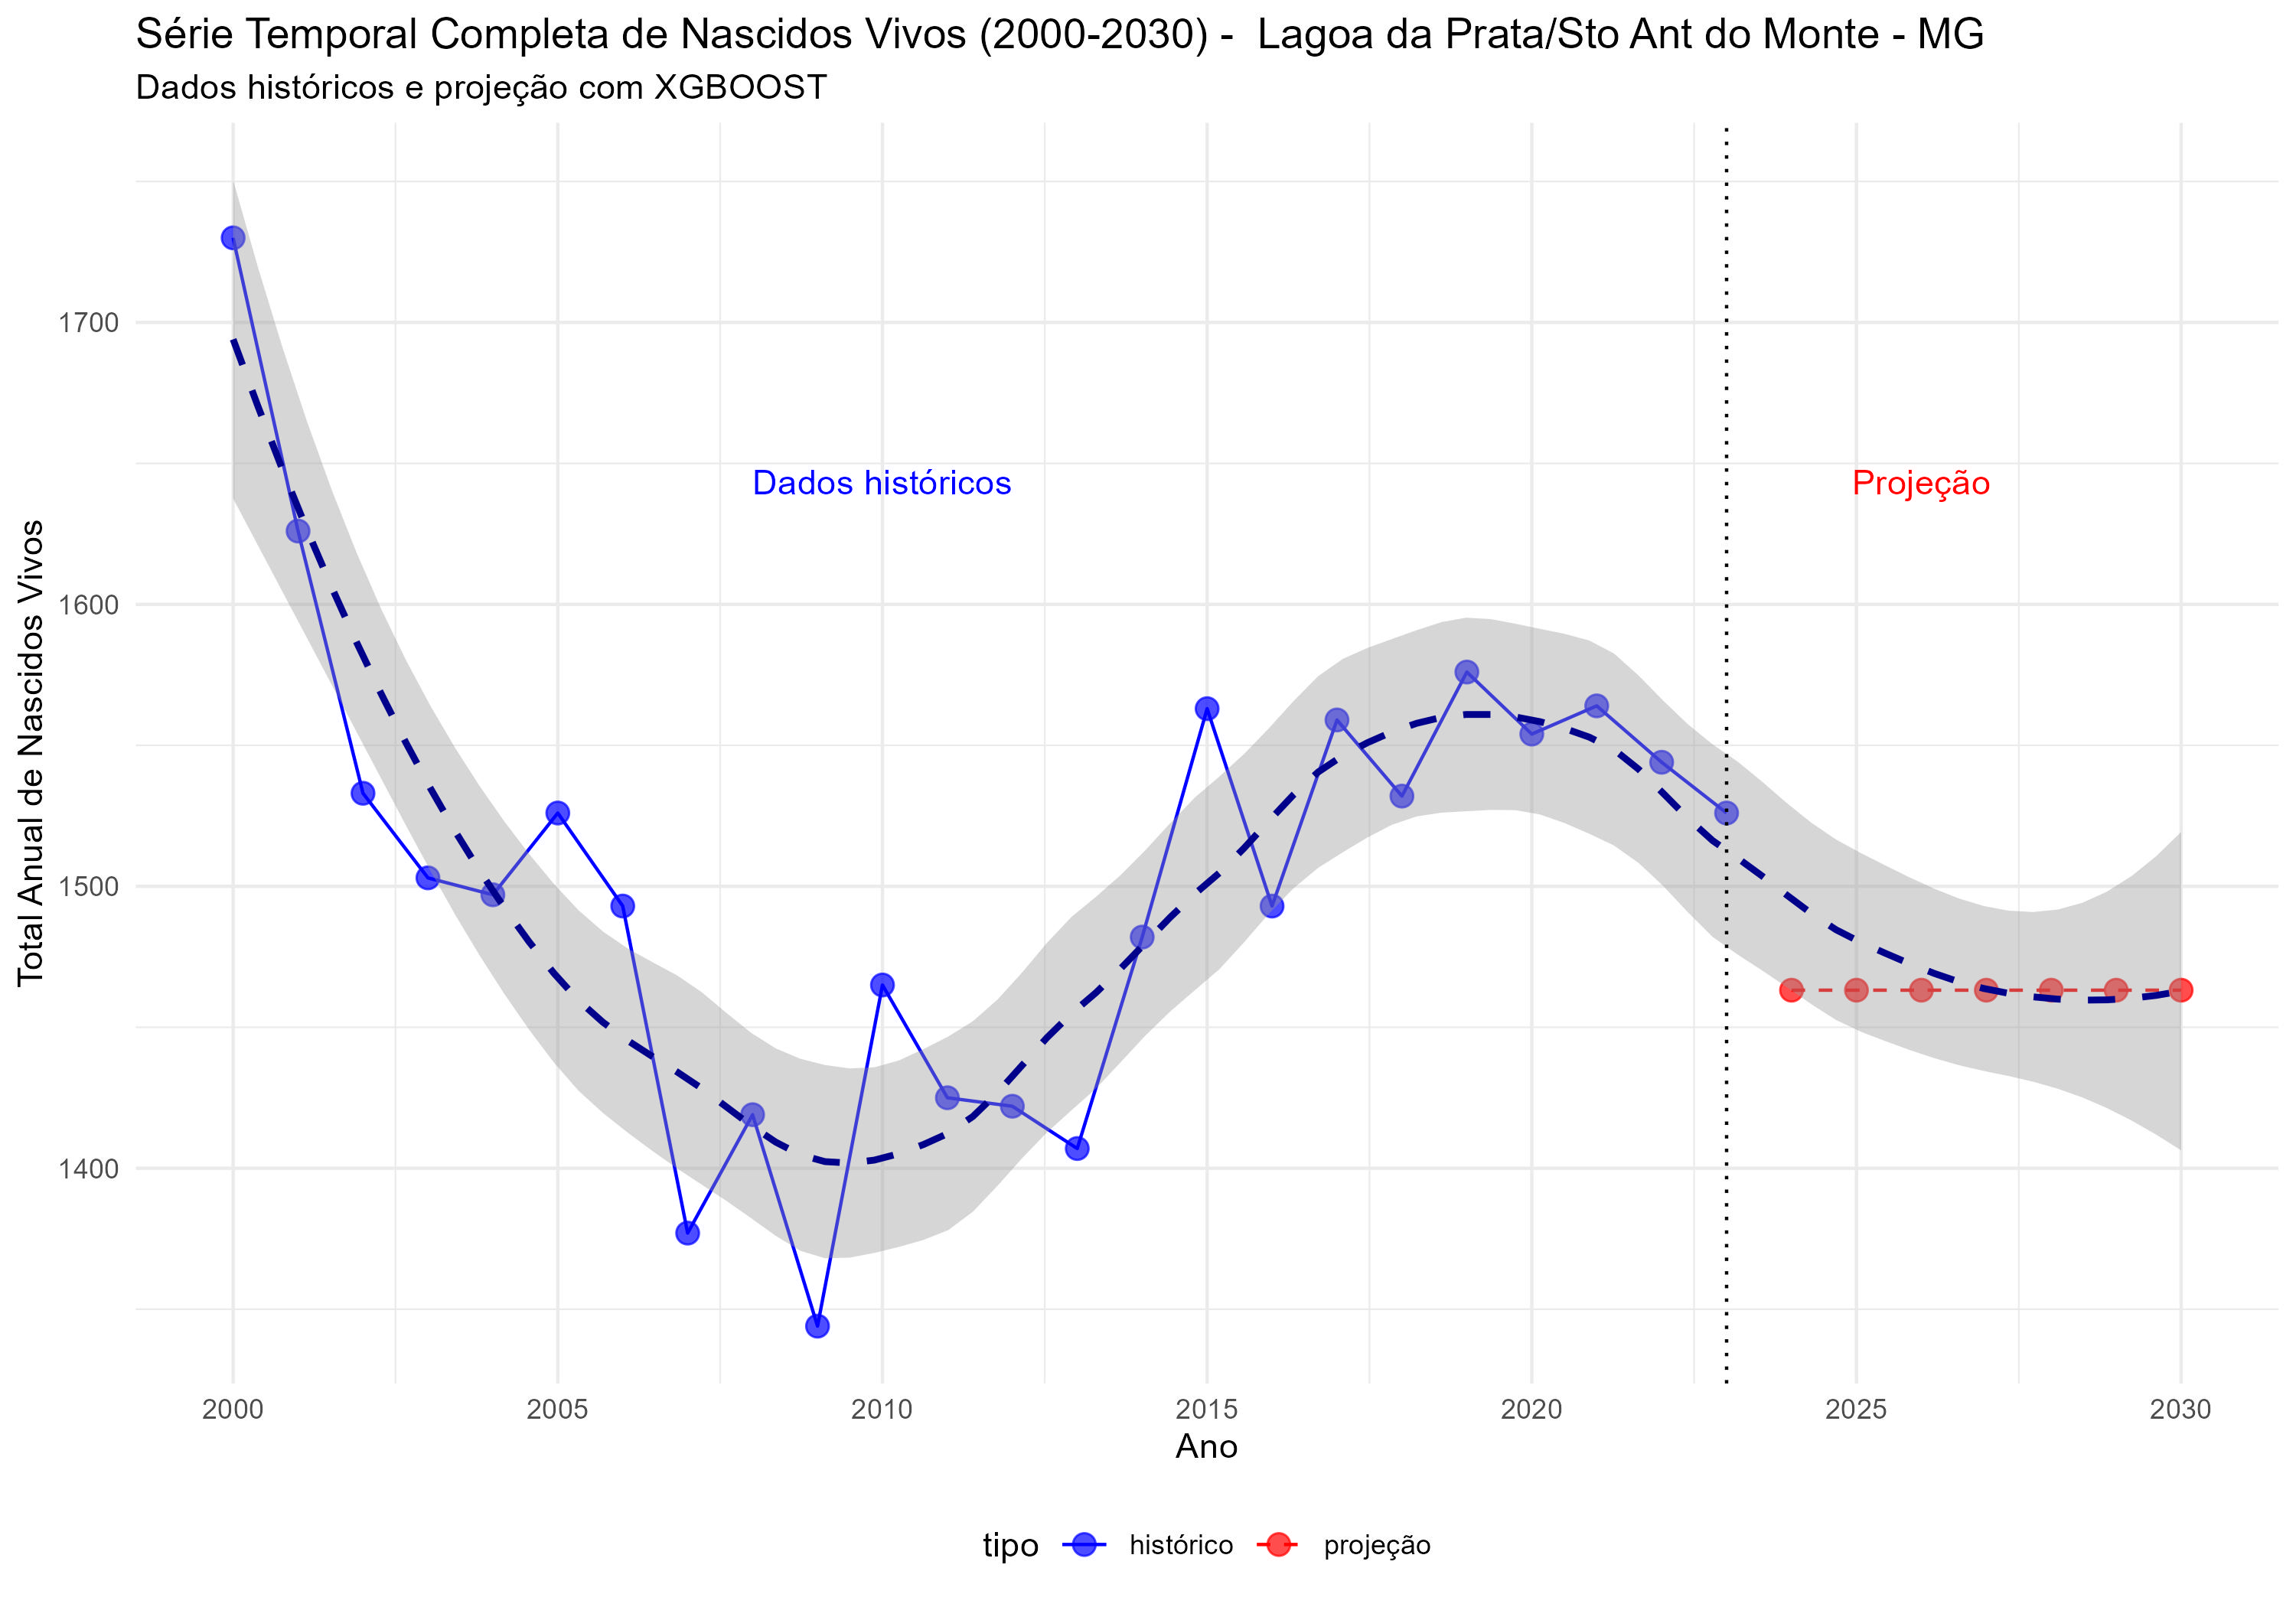 Série Temporal Completa de Nascidos Vivos (2000-2030) -  Lagoa da Prata/Sto Ant do Monte - MG
Dados históricos e projeção com XGBOOST
Total Anual de Nascidos Vivos
1700
1600
1500
1400
Dados históricos
Projeção
2000
2005
2010
2015
2020
2025
2030
Ano
tipo
histórico
projeção